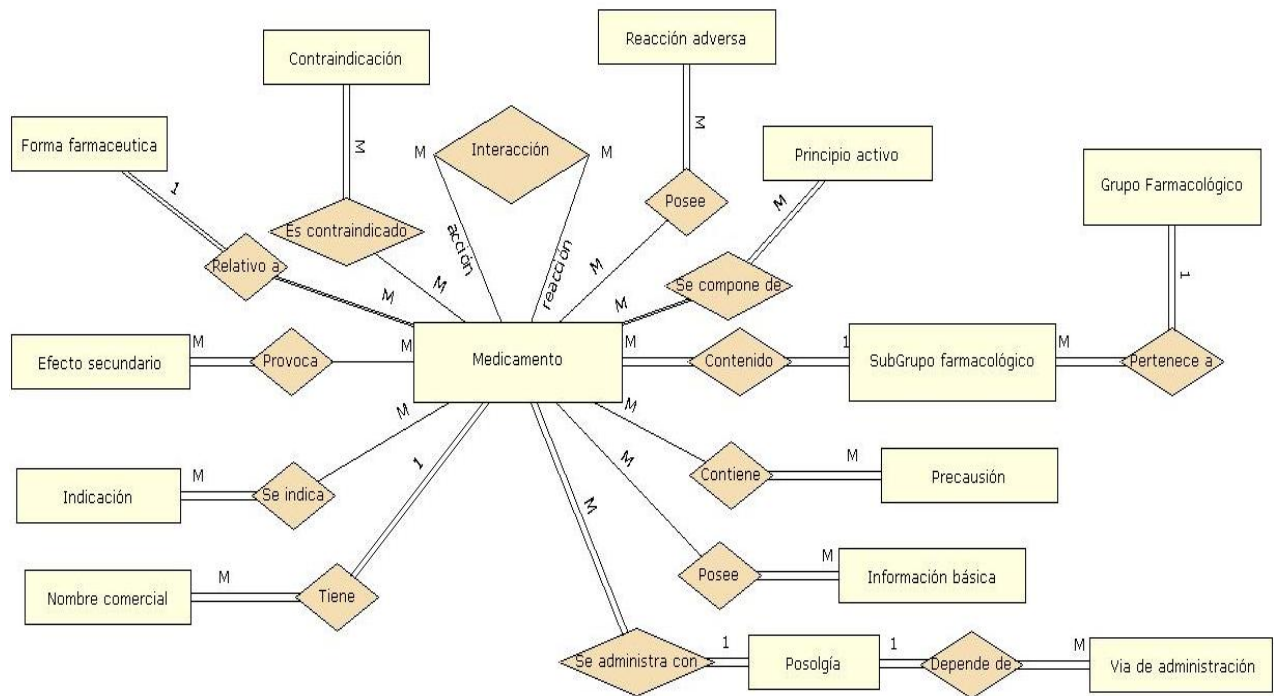 Reacción adversa
Contraindicación
M
M
Forma farmaceutica
M
Interacción
M
Principio activo
Grupo Farmacológico
1
Posee
M
Es contraindicado
acción
reacción
Relativo a
M
M
M
Se compone de
M
1
Efecto secundario
M
Provoca
M
Medicamento
M
Contenido
1
SubGrupo farmacológico
M
Pertenece a
M
M
Indicación
M
Se indica
1
M
M
Contiene
M
Precausión
Nombre comercial
M
Tiene
M
Posee
M
Información básica
Se administra con
1
Posolgía
1
Depende de
M
Via de administración